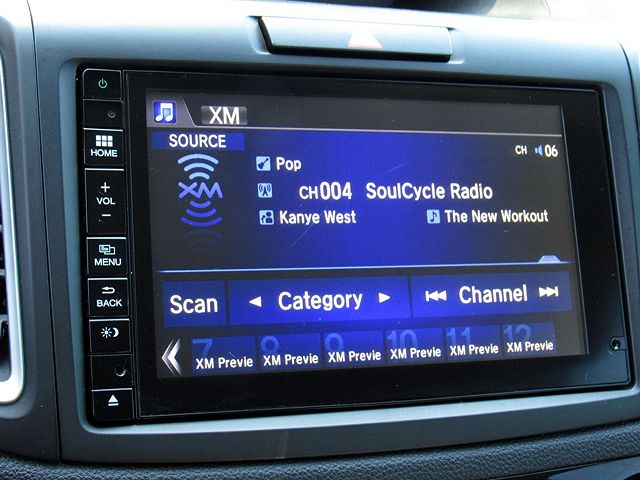 XM
SOURCE
CH 06
Pop
XM
CH004 SoulCycle Radio
Kanye West The New Workout
Scan
Category
Channel
7 8 9 10 11 12
XM Previe XM Previe XM Previe XM Previe XM Previe XM Previe
HOME
+
VOL
−
MENU
BACK